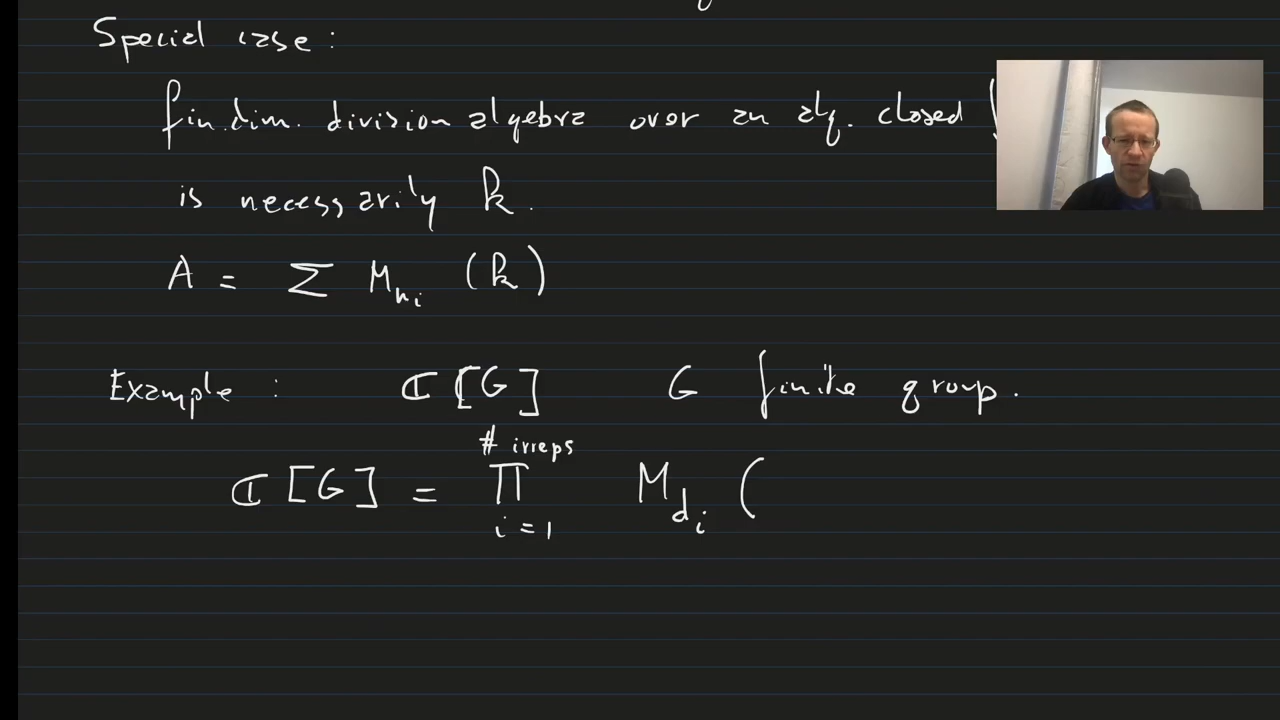 Special case:
fin.dim. division algebra over an alg. closed
is necessarily k.
A = ∑ M_{n_i} (k)
Example: ℂ[G] G finite group.
# irreps
ℂ[G] = ∏ M_{d_i} (
i = 1